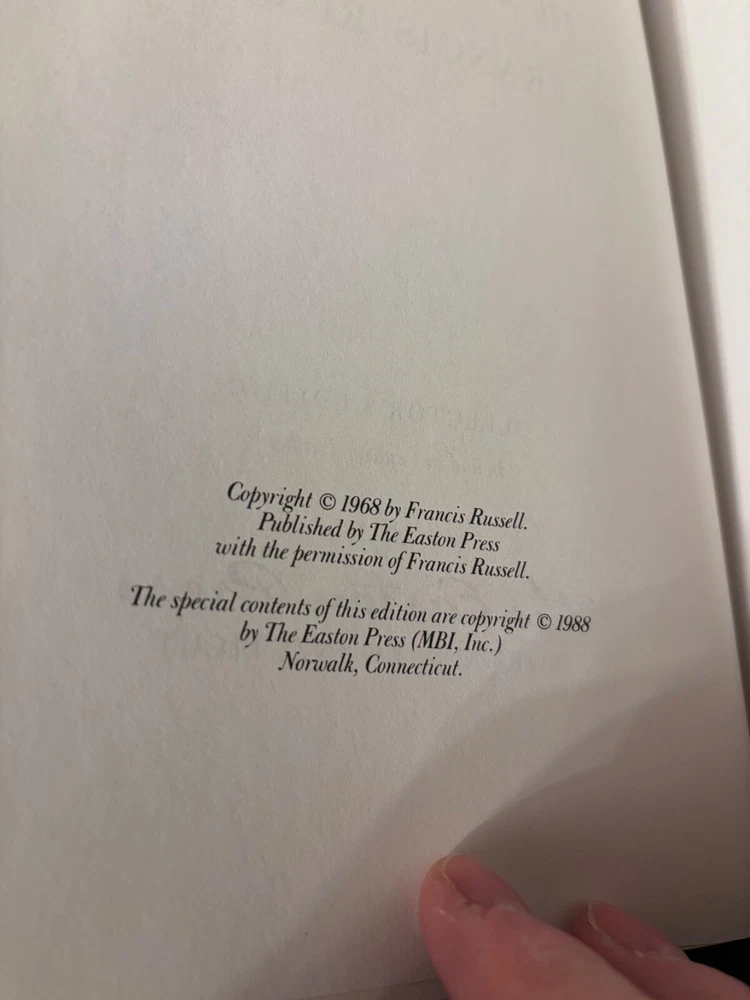 Copyright © 1968 by Francis Russell.
Published by The Easton Press
with the permission of Francis Russell.
The special contents of this edition are copyright © 1988
by The Easton Press (MBI, Inc.)
Norwalk, Connecticut.